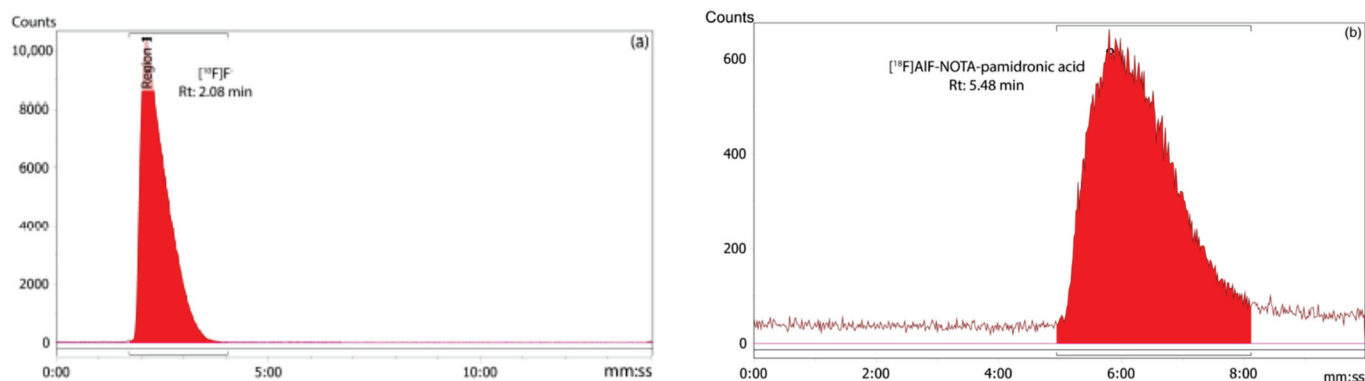 Counts
(a)
10,000
8000
6000
4000
2000
0
Region 1
[¹⁸F]F⁻
Rt: 2.08 min
0:00
5:00
10:00
mm:ss
Counts
(b)
600
400
200
0
[¹⁸F]AIF-NOTA-pamidronic acid
Rt: 5.48 min
0:00
2:00
4:00
6:00
8:00
mm:ss